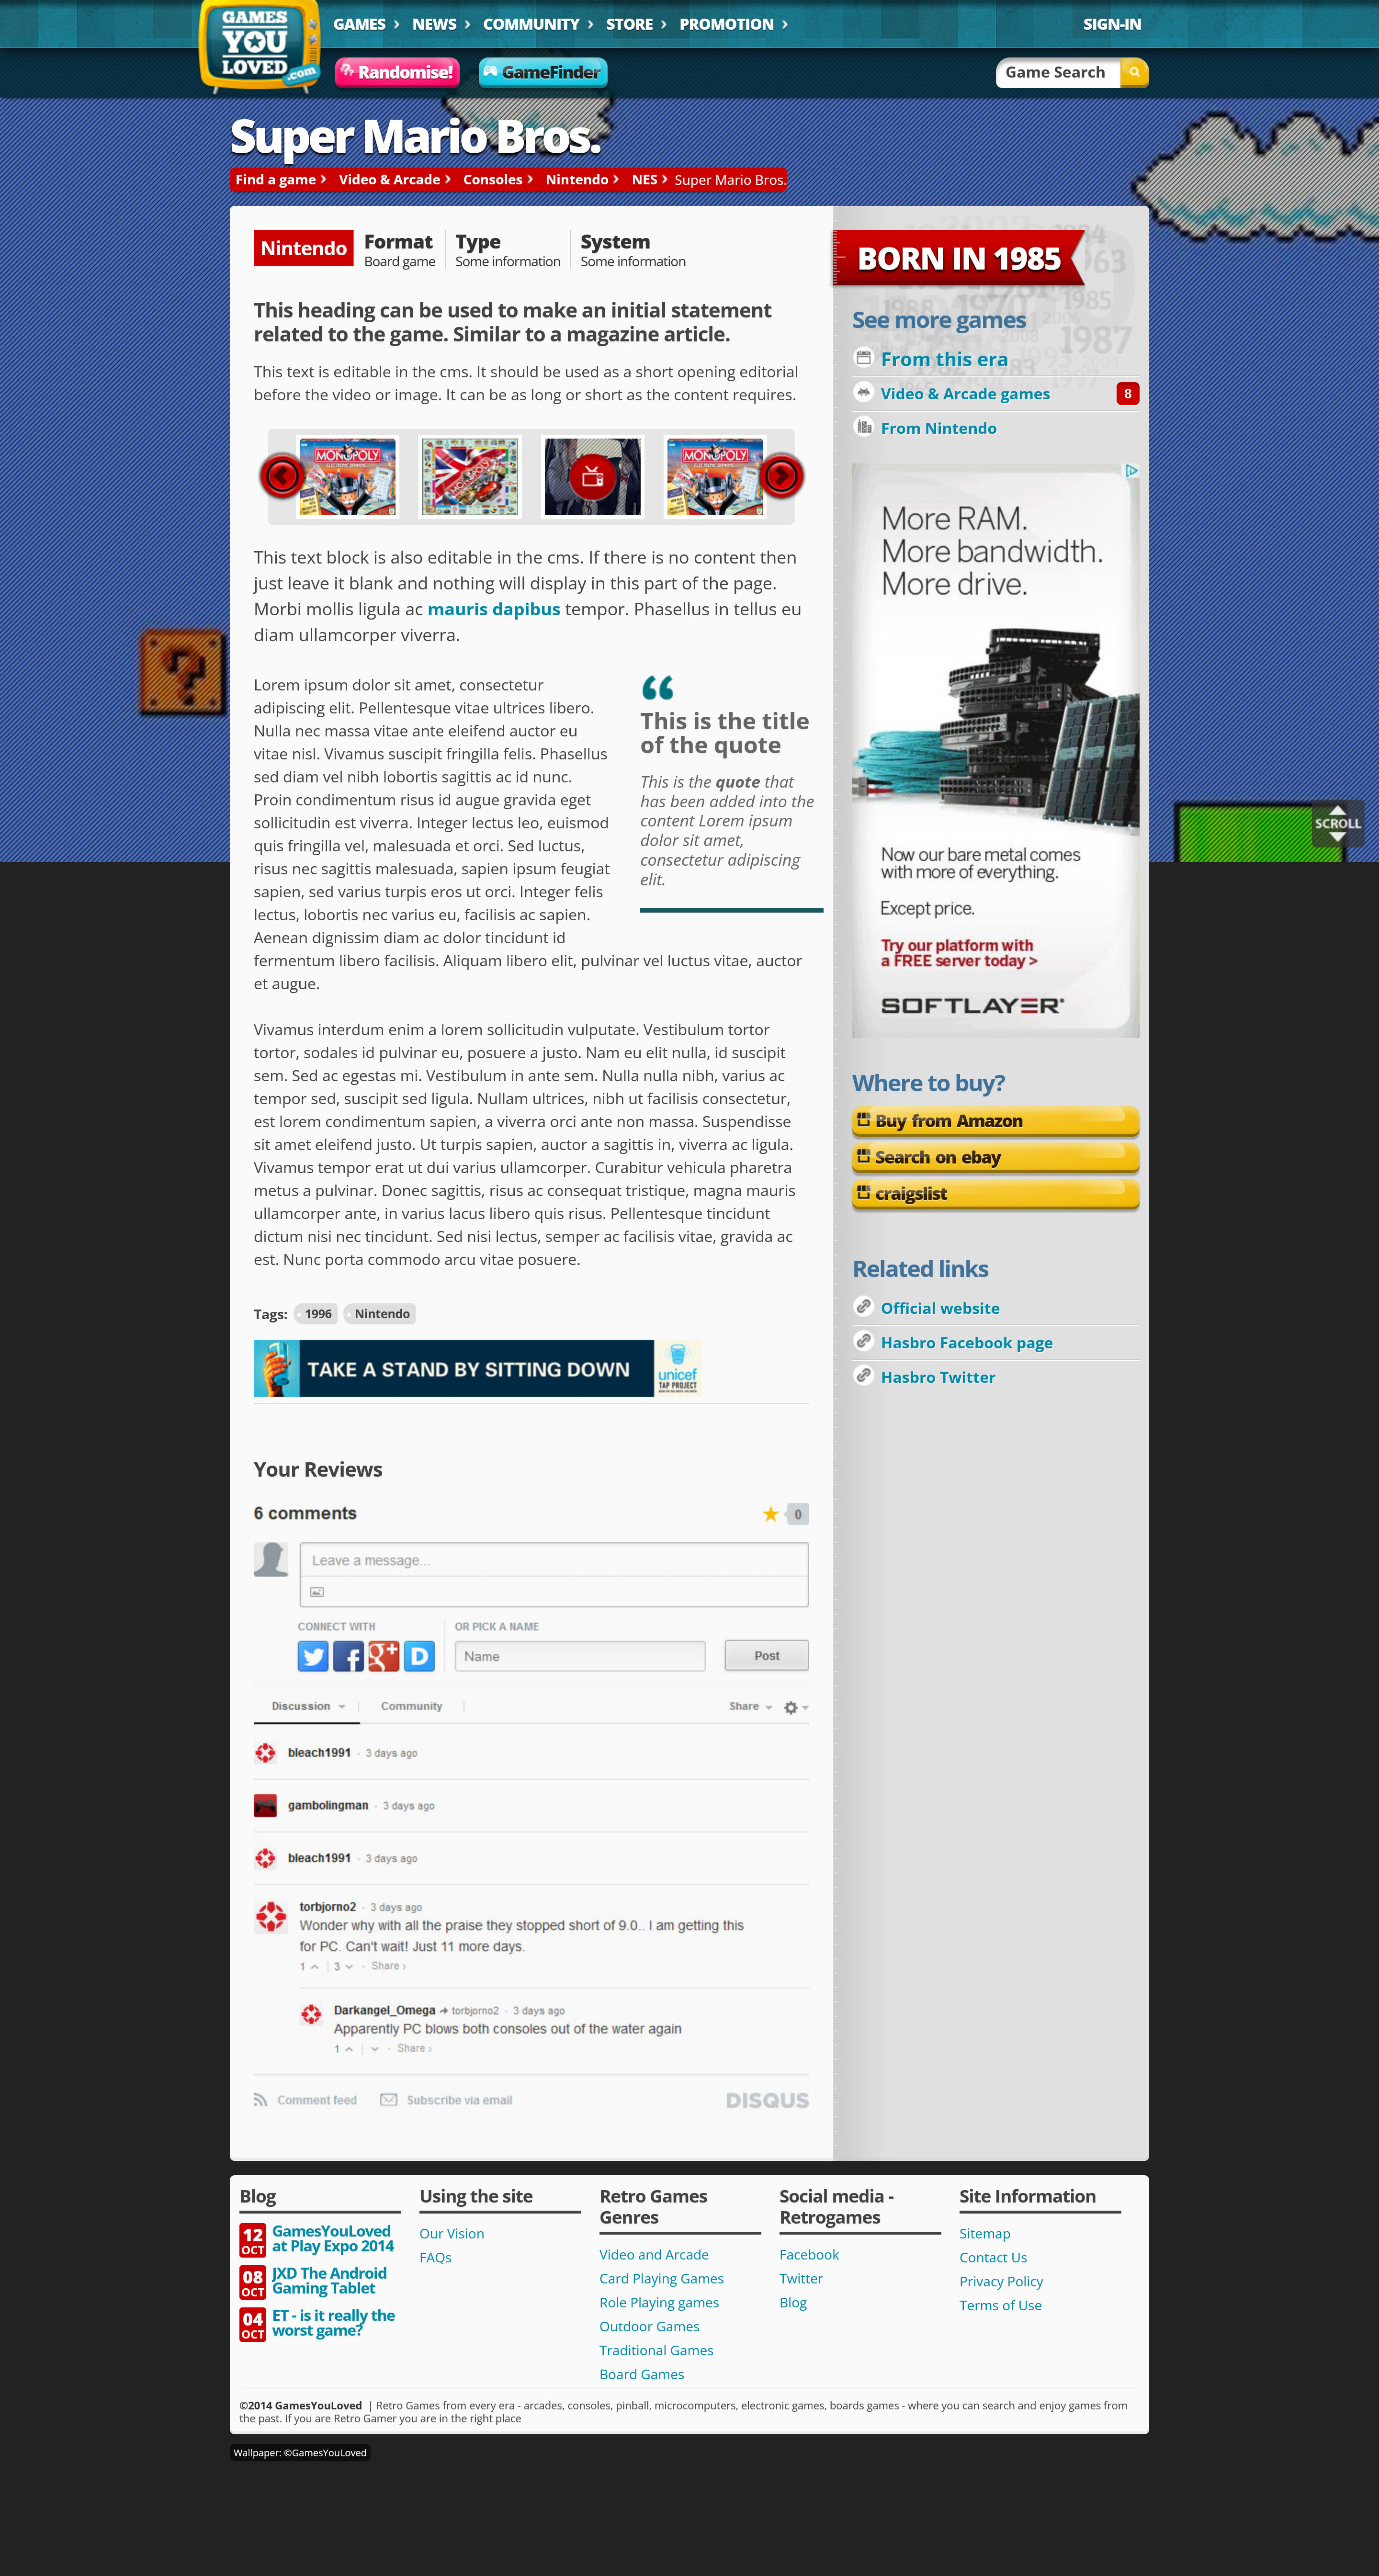 GAMES
YOU
LOVED
.com
GAMES
NEWS
COMMUNITY
STORE
PROMOTION
SIGN-IN
Randomise!
GameFinder
Game Search
Super Mario Bros.
Find a game
Video & Arcade
Consoles
Nintendo
NES
Super Mario Bros.
Nintendo
Format
Board game
Type
Some information
System
Some information
This heading can be used to make an initial statement
related to the game. Similar to a magazine article.
This text is editable in the cms. It should be used as a short opening editorial
before the video or image. It can be as long or short as the content requires.
MONOPOLY
MONOPOLY
MONOPOLY
This text block is also editable in the cms. If there is no content then
just leave it blank and nothing will display in this part of the page.
Morbi mollis ligula ac mauris dapibus tempor. Phasellus in tellus eu
diam ullamcorper viverra.
Lorem ipsum dolor sit amet, consectetur
adipiscing elit. Pellentesque vitae ultrices libero.
Nulla nec massa vitae ante eleifend auctor eu
vitae nisl. Vivamus suscipit fringilla felis. Phasellus
sed diam vel nibh lobortis sagittis ac id nunc.
Proin condimentum risus id augue gravida eget
sollicitudin est viverra. Integer lectus leo, euismod
quis fringilla vel, malesuada et orci. Sed luctus,
risus nec sagittis malesuada, sapien ipsum feugiat
sapien, sed varius turpis eros ut orci. Integer felis
lectus, lobortis nec varius eu, facilisis ac sapien.
Aenean dignissim diam ac dolor tincidunt id
fermentum libero facilisis. Aliquam libero elit, pulvinar vel luctus vitae, auctor
et augue.
“
This is the title
of the quote
This is the quote that
has been added into the
content Lorem ipsum
dolor sit amet,
consectetur adipiscing
elit.
Vivamus interdum enim a lorem sollicitudin vulputate. Vestibulum tortor
tortor, sodales id pulvinar eu, posuere a justo. Nam eu elit nulla, id suscipit
sem. Sed ac egestas mi. Vestibulum in ante sem. Nulla nulla nibh, varius ac
tempor sed, suscipit sed ligula. Nullam ultrices, nibh ut facilisis consectetur,
est lorem condimentum sapien, a viverra orci ante non massa. Suspendisse
sit amet eleifend justo. Ut turpis sapien, auctor a sagittis in, viverra ac ligula.
Vivamus tempor erat ut dui varius ullamcorper. Curabitur vehicula pharetra
metus a pulvinar. Donec sagittis, risus ac consequat tristique, magna mauris
ullamcorper ante, in varius lacus libero quis risus. Pellentesque tincidunt
dictum nisi nec tincidunt. Sed nisi lectus, semper ac facilisis vitae, gravida ac
est. Nunc porta commodo arcu vitae posuere.
Tags: 1996 Nintendo
TAKE A STAND BY SITTING DOWN
unicef
TAP PROJECT
Your Reviews
6 comments
0
Leave a message...
CONNECT WITH
OR PICK A NAME
Name
Post
Discussion
Community
Share
bleach1991 · 3 days ago
gambolingman · 3 days ago
bleach1991 · 3 days ago
torbjorno2 · 3 days ago
Wonder why with all the praise they stopped short of 9.0.. I am getting this
for PC. Can't wait! Just 11 more days.
1 3 · Share ›
Darkangel_Omega torbjorno2 · 3 days ago
Apparently PC blows both consoles out of the water again
1 · Share ›
Comment feed
Subscribe via email
DISQUS
BORN IN 1985
See more games
From this era
Video & Arcade games
8
From Nintendo
1970
1985
1988
2006
2008
1987
More RAM.
More bandwidth.
More drive.
Now our bare metal comes
with more of everything.
Except price.
Try our platform with
a FREE server today >
SOFTLAYER
SCROLL
Where to buy?
Buy from Amazon
Search on ebay
craigslist
Related links
Official website
Hasbro Facebook page
Hasbro Twitter
Blog
12 OCT
GamesYouLoved
at Play Expo 2014
08 OCT
JXD The Android
Gaming Tablet
04 OCT
ET - is it really the
worst game?
Using the site
Our Vision
FAQs
Retro Games
Genres
Video and Arcade
Card Playing Games
Role Playing games
Outdoor Games
Traditional Games
Board Games
Social media -
Retrogames
Facebook
Twitter
Blog
Site Information
Sitemap
Contact Us
Privacy Policy
Terms of Use
©2014 GamesYouLoved | Retro Games from every era - arcades, consoles, pinball, microcomputers, electronic games, boards games - where you can search and enjoy games from
the past. If you are Retro Gamer you are in the right place
Wallpaper: ©GamesYouLoved